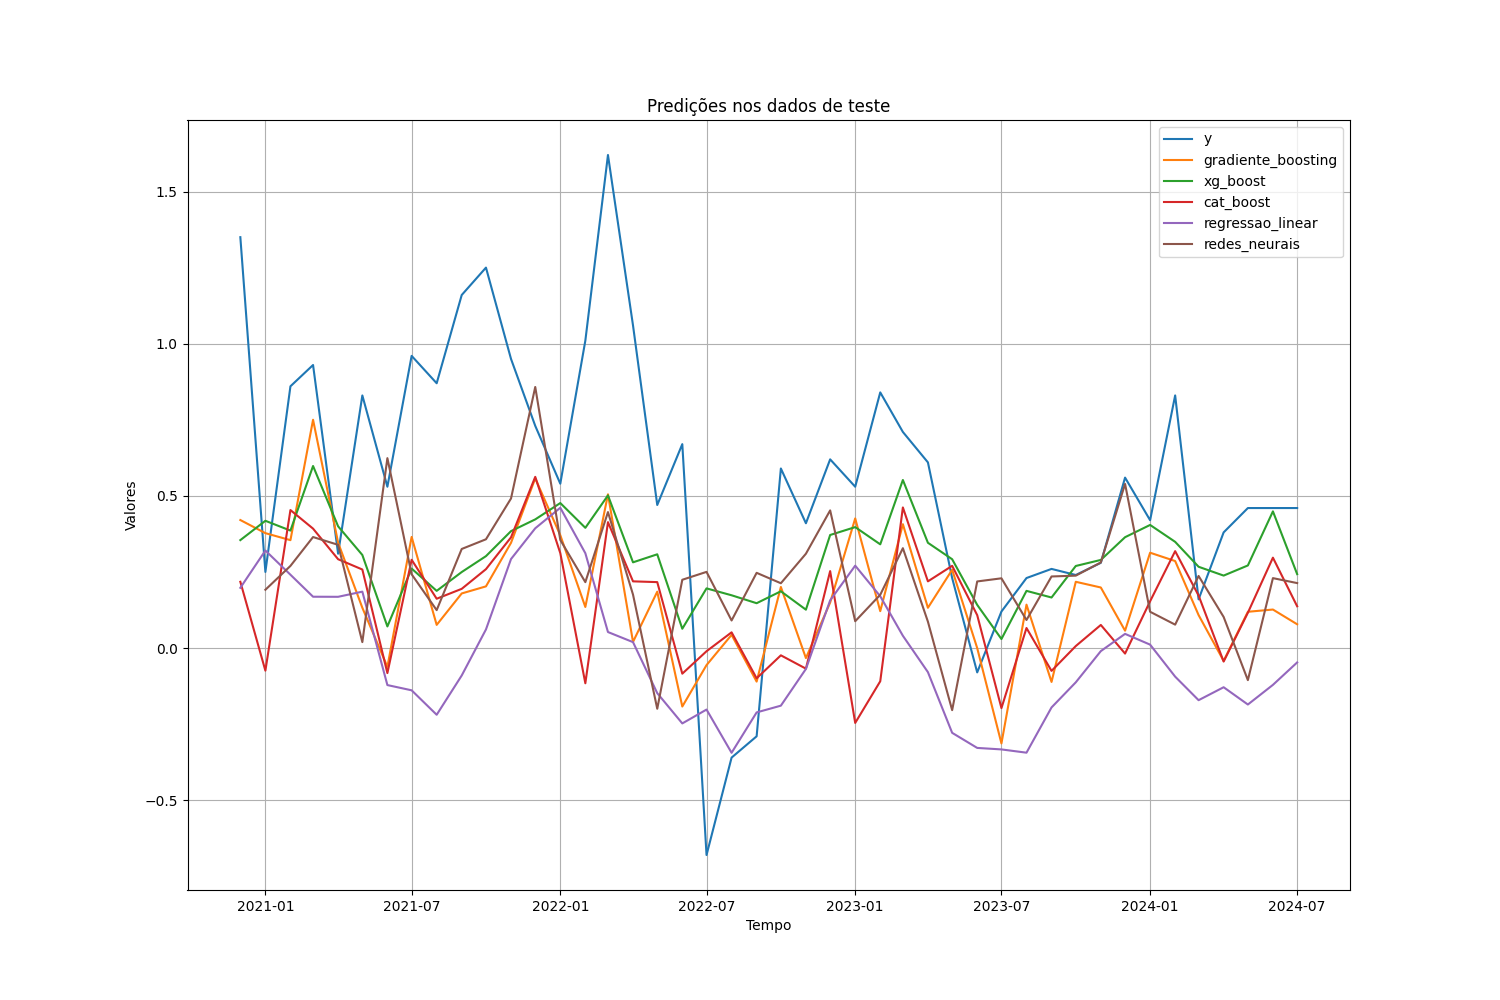 Predições nos dados de teste
y
gradiente_boosting
xg_boost
cat_boost
regressao_linear
redes_neurais
Valores
1.5
1.0
0.5
0.0
−0.5
2021-01 2021-07 2022-01 2022-07 2023-01 2023-07 2024-01 2024-07
Tempo